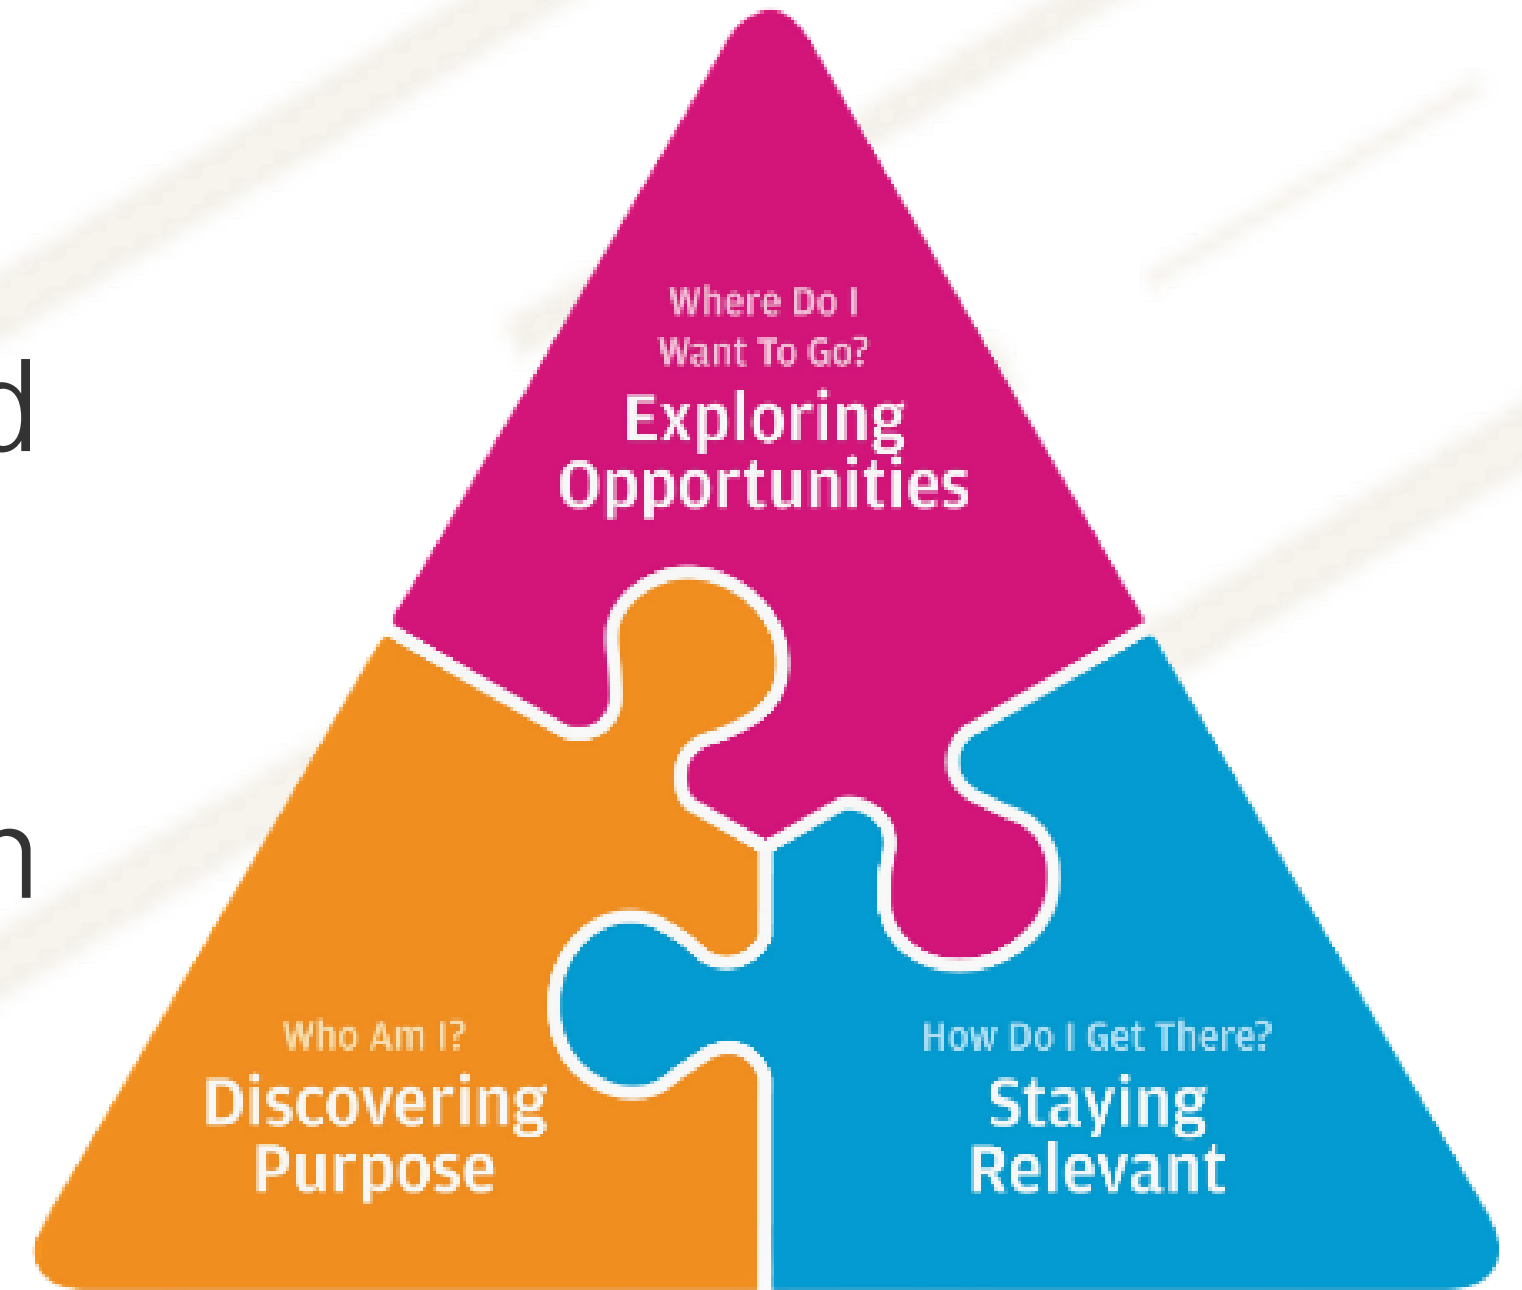 Where Do I
Want To Go?
Exploring
Opportunities
d
n
Who Am I?
Discovering
Purpose
How Do I Get There?
Staying
Relevant